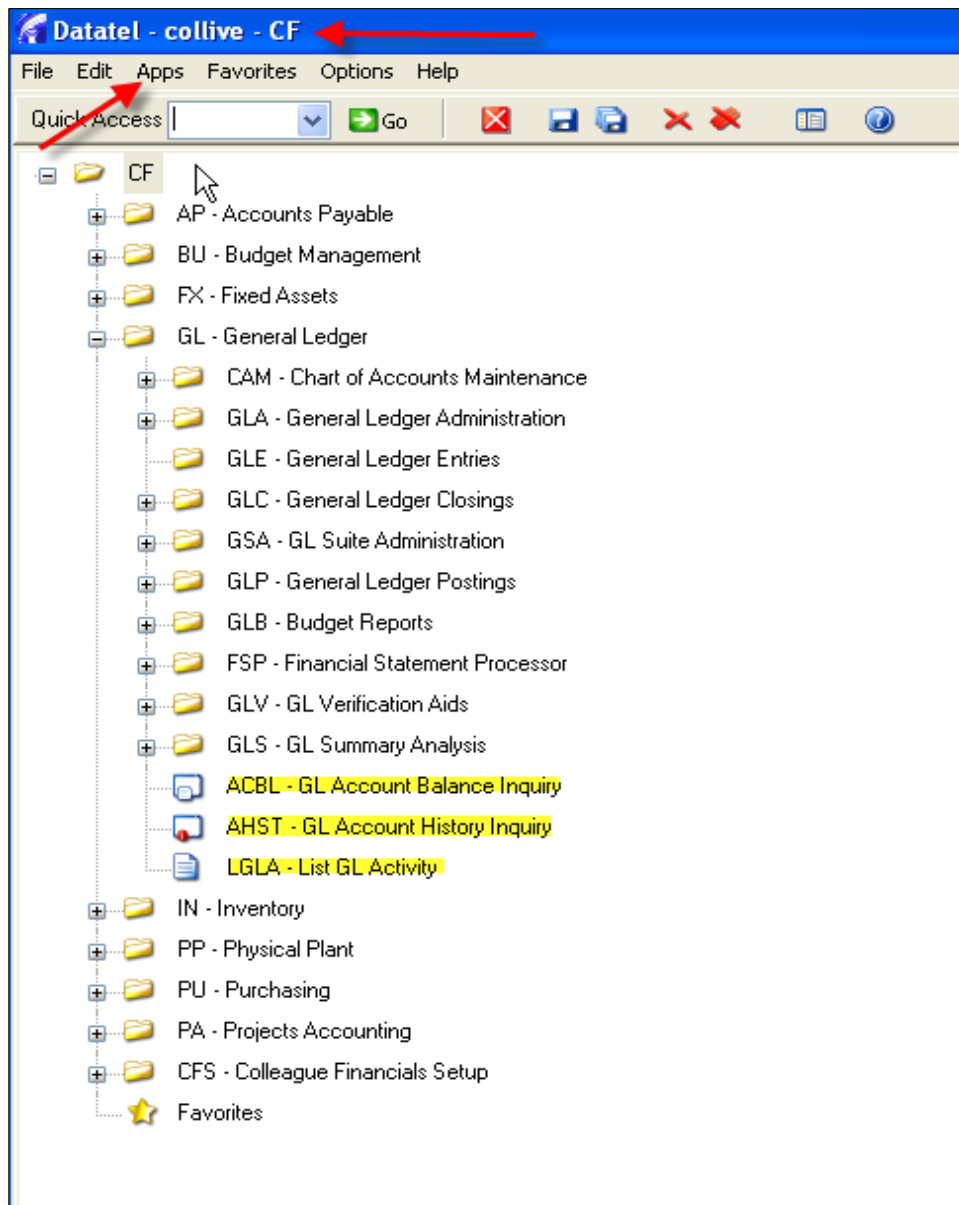 Datatel - collive - CF
File Edit Apps Favorites Options Help
Quick Access Go
CF
AP - Accounts Payable
BU - Budget Management
FX - Fixed Assets
GL - General Ledger
CAM - Chart of Accounts Maintenance
GLA - General Ledger Administration
GLE - General Ledger Entries
GLC - General Ledger Closings
GSA - GL Suite Administration
GLP - General Ledger Postings
GLB - Budget Reports
FSP - Financial Statement Processor
GLV - GL Verification Aids
GLS - GL Summary Analysis
ACBL - GL Account Balance Inquiry
AHST - GL Account History Inquiry
LGLA - List GL Activity
IN - Inventory
PP - Physical Plant
PU - Purchasing
PA - Projects Accounting
CFS - Colleague Financials Setup
Favorites